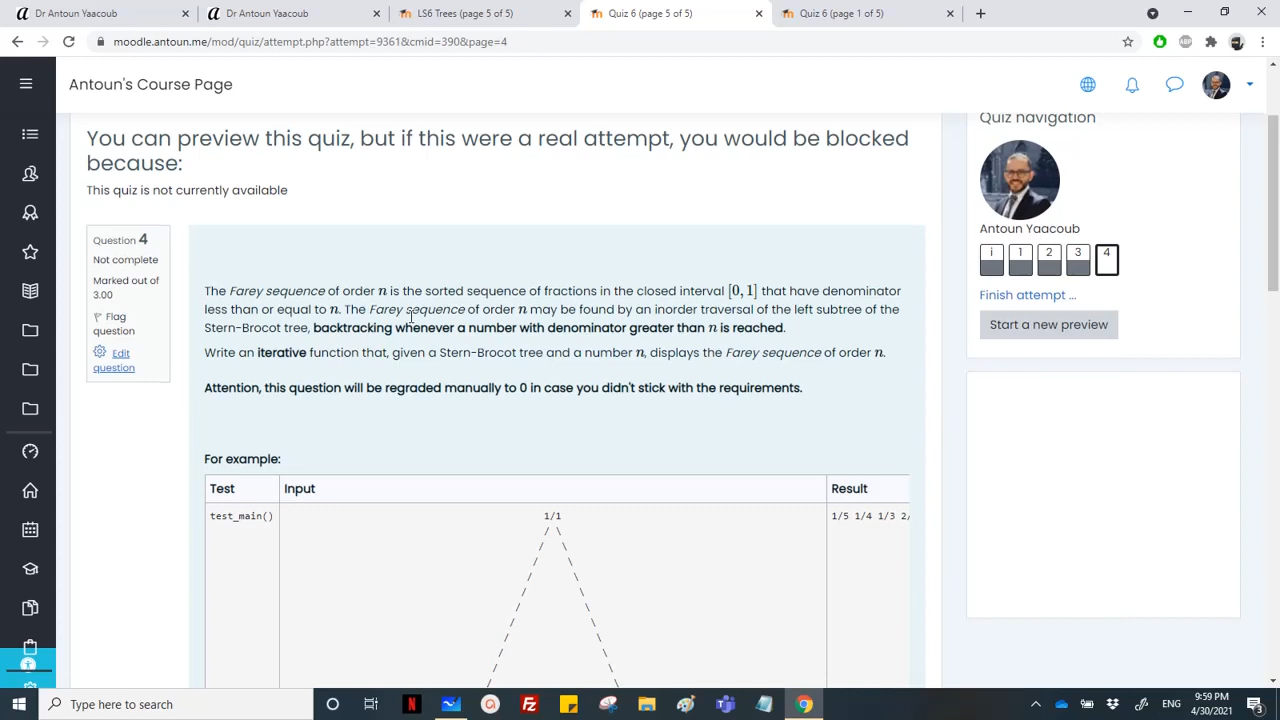 Dr Antoun Yaacoub
Dr Antoun Yaacoub
LS6 Trees (page 5 of 5)
Quiz 6 (page 5 of 5)
Quiz 6 (page 1 of 5)
moodle.antoun.me/mod/quiz/attempt.php?attempt=9361&cmid=390&page=4
Antoun's Course Page
You can preview this quiz, but if this were a real attempt, you would be blocked
because:
This quiz is not currently available
Question 4
Not complete
Marked out of
3.00
Flag
question
Edit
question
The Farey sequence of order n is the sorted sequence of fractions in the closed interval [0, 1] that have denominator
less than or equal to n. The Farey sequence of order n may be found by an inorder traversal of the left subtree of the
Stern-Brocot tree, backtracking whenever a number with denominator greater than n is reached.
Write an iterative function that, given a Stern-Brocot tree and a number n, displays the Farey sequence of order n.
Attention, this question will be regraded manually to 0 in case you didn't stick with the requirements.
For example:
Test Input Result
test_main() 1/1 1/5 1/4 1/3 2/
Quiz navigation
Antoun Yaacoub
i 1 2 3 4
Finish attempt ...
Start a new preview
Type here to search
ENG
9:59 PM
4/30/2021